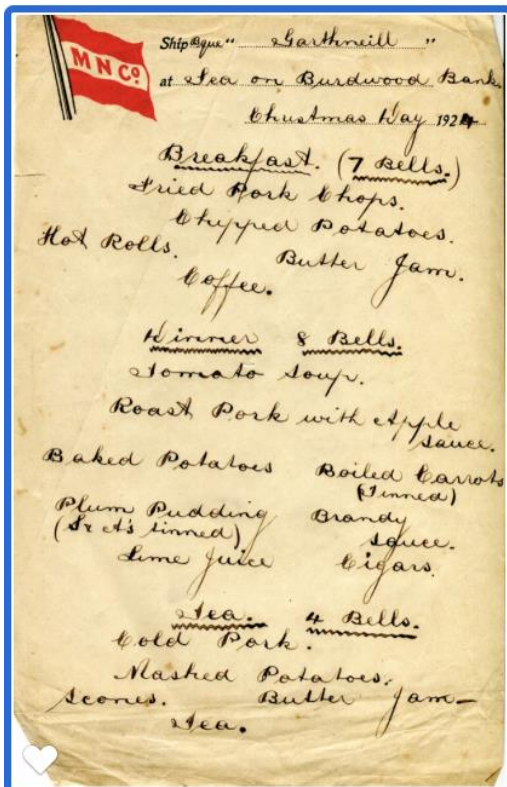 M N Cº
Ship Bque "Garthneill"
at Sea on Burdwood Bank
Christmas Day 1924
Breakfast. (7 Bells.)
Fried Pork Chops.
Chipped Potatoes.
Hot Rolls. Butter Jam.
Coffee.
Dinner 8 Bells.
Tomato Soup.
Roast Pork with Apple
Sauce.
Baked Potatoes Boiled Carrots
(Tinned)
Plum Pudding Brandy
(Sr A's tinned) Sauce.
Lime Juice Cigars.
Tea. 4 Bells.
Cold Pork.
Mashed Potatoes.
Scones. Butter Jam–
Tea.